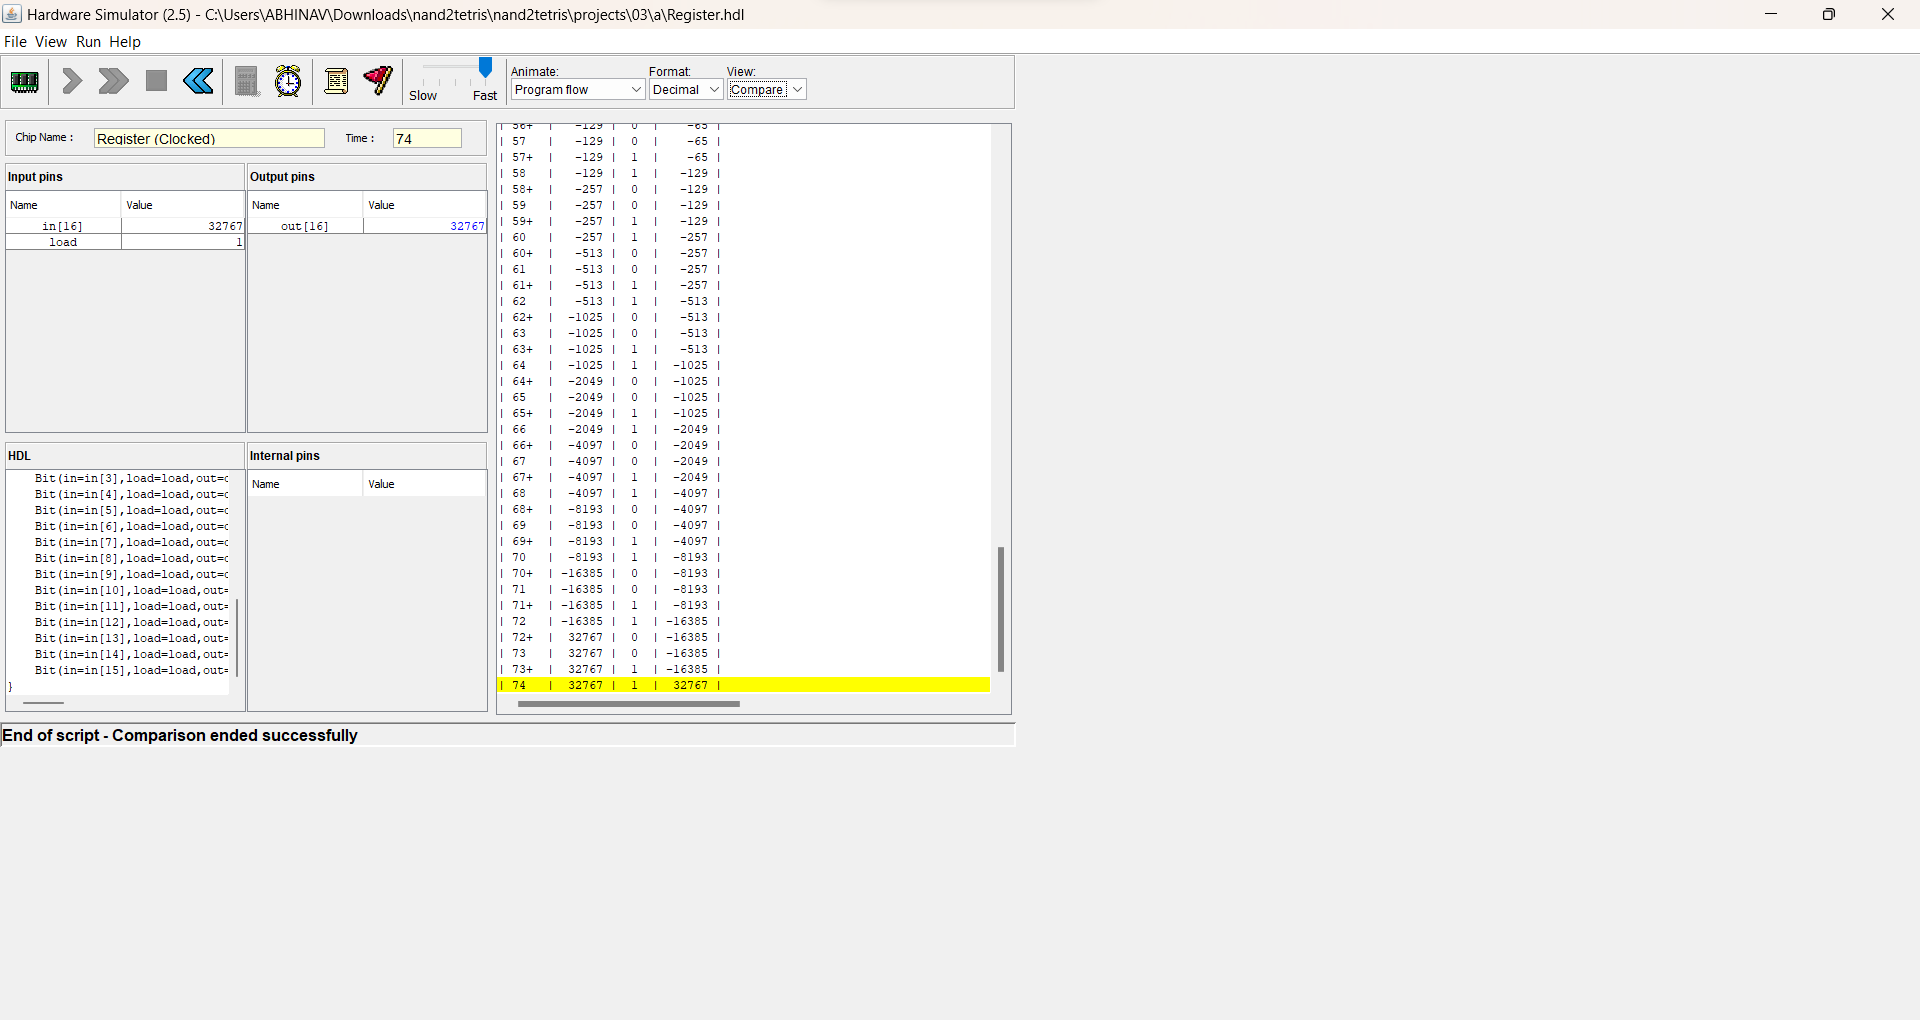 Hardware Simulator (2.5) - C:\Users\ABHINAV\Downloads\nand2tetris\nand2tetris\projects\03\a\Register.hdl
File View Run Help
Slow Fast
Animate: Format: View:
Program flow Decimal Compare
Chip Name : Register (Clocked) Time : 74
Input pins
Name Value
in[16] 32767
load 1
Output pins
Name Value
out[16] 32767
HDL
Bit(in=in[3],load=load,out=
Bit(in=in[4],load=load,out=
Bit(in=in[5],load=load,out=
Bit(in=in[6],load=load,out=
Bit(in=in[7],load=load,out=
Bit(in=in[8],load=load,out=
Bit(in=in[9],load=load,out=
Bit(in=in[10],load=load,out=
Bit(in=in[11],load=load,out=
Bit(in=in[12],load=load,out=
Bit(in=in[13],load=load,out=
Bit(in=in[14],load=load,out=
Bit(in=in[15],load=load,out=
}
Internal pins
Name Value
| 56+ | -129 | 0 | -65 |
| 57 | -129 | 0 | -65 |
| 57+ | -129 | 1 | -65 |
| 58 | -129 | 1 | -129 |
| 58+ | -257 | 0 | -129 |
| 59 | -257 | 0 | -129 |
| 59+ | -257 | 1 | -129 |
| 60 | -257 | 1 | -257 |
| 60+ | -513 | 0 | -257 |
| 61 | -513 | 0 | -257 |
| 61+ | -513 | 1 | -257 |
| 62 | -513 | 1 | -513 |
| 62+ | -1025 | 0 | -513 |
| 63 | -1025 | 0 | -513 |
| 63+ | -1025 | 1 | -513 |
| 64 | -1025 | 1 | -1025 |
| 64+ | -2049 | 0 | -1025 |
| 65 | -2049 | 0 | -1025 |
| 65+ | -2049 | 1 | -1025 |
| 66 | -2049 | 1 | -2049 |
| 66+ | -4097 | 0 | -2049 |
| 67 | -4097 | 0 | -2049 |
| 67+ | -4097 | 1 | -2049 |
| 68 | -4097 | 1 | -4097 |
| 68+ | -8193 | 0 | -4097 |
| 69 | -8193 | 0 | -4097 |
| 69+ | -8193 | 1 | -4097 |
| 70 | -8193 | 1 | -8193 |
| 70+ | -16385 | 0 | -8193 |
| 71 | -16385 | 0 | -8193 |
| 71+ | -16385 | 1 | -8193 |
| 72 | -16385 | 1 | -16385 |
| 72+ | 32767 | 0 | -16385 |
| 73 | 32767 | 0 | -16385 |
| 73+ | 32767 | 1 | -16385 |
| 74 | 32767 | 1 | 32767 |
End of script - Comparison ended successfully